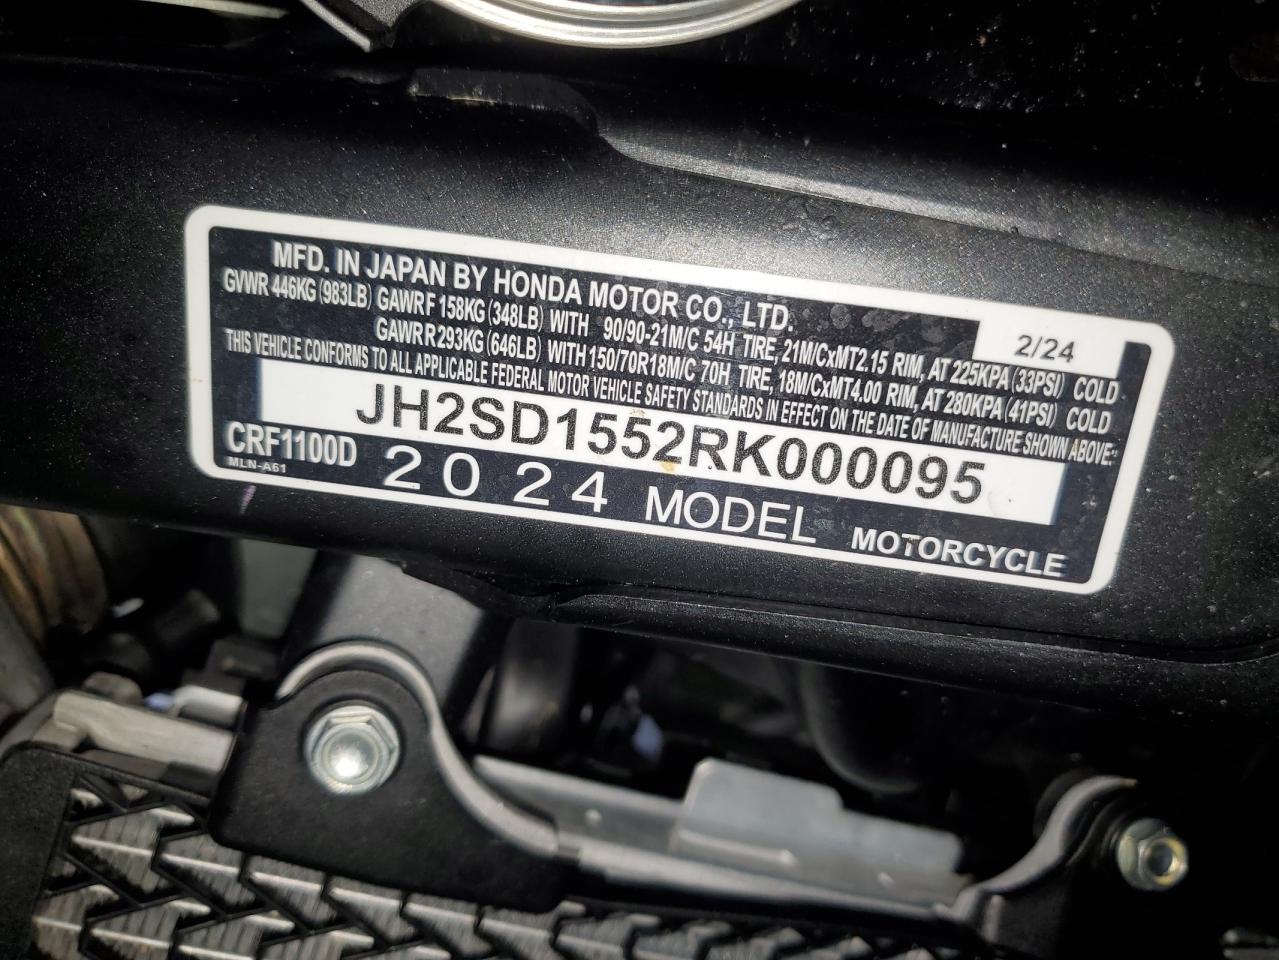 MFD. IN JAPAN BY HONDA MOTOR CO., LTD.
2/24
GVWR 446KG (983LB) GAWR F 158KG (348LB) WITH 90/90-21M/C 54H TIRE, 21M/CxMT2.15 RIM, AT 225KPA (33PSI) COLD
GAWR R 293KG (646LB) WITH 150/70R18M/C 70H TIRE, 18M/CxMT4.00 RIM, AT 280KPA (41PSI) COLD
THIS VEHICLE CONFORMS TO ALL APPLICABLE FEDERAL MOTOR VEHICLE SAFETY STANDARDS IN EFFECT ON THE DATE OF MANUFACTURE SHOWN ABOVE.
JH2SD1552RK000095
CRF1100D 2024 MODEL MOTORCYCLE
MLN-A61